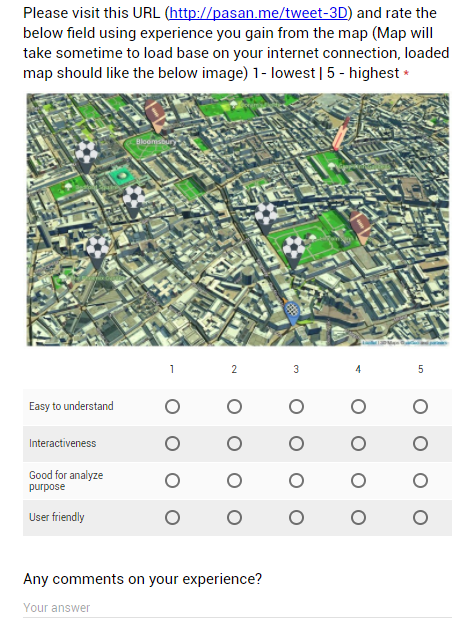 Please visit this URL (http://pasan.me/tweet-3D) and rate the
below field using experience you gain from the map (Map will
take sometime to load base on your internet connection, loaded
map should like the below image) 1- lowest | 5 - highest *
Bloomsbury
1 2 3 4 5
Easy to understand
Interactiveness
Good for analyze
purpose
User friendly
Any comments on your experience?
Your answer